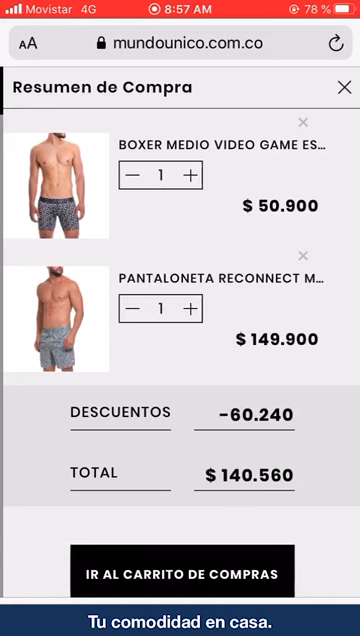 Movistar 4G 8:57 AM 78 %
AA mundounico.com.co
Resumen de Compra
BOXER MEDIO VIDEO GAME ES...
1
$ 50.900
PANTALONETA RECONNECT M...
1
$ 149.900
DESCUENTOS -60.240
TOTAL $ 140.560
IR AL CARRITO DE COMPRAS
Tu comodidad en casa.